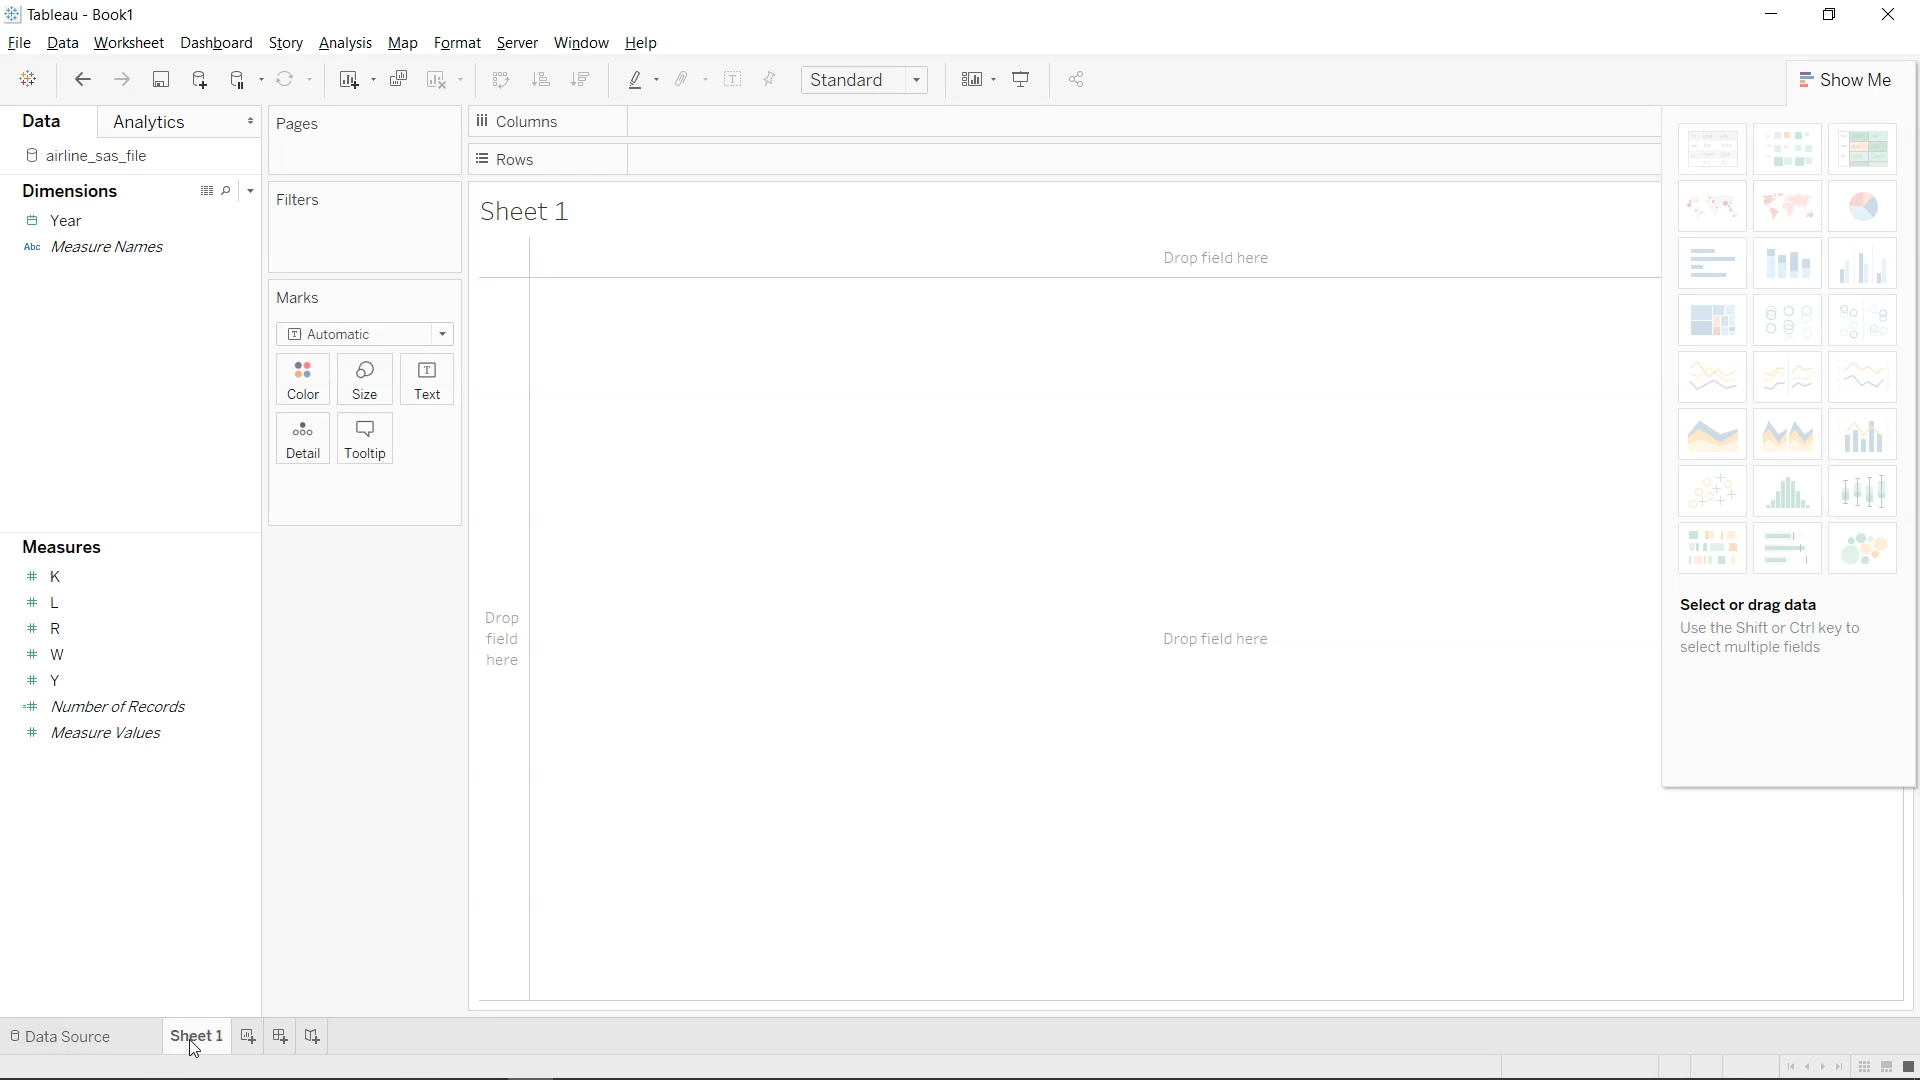 Tableau - Book1
File Data Worksheet Dashboard Story Analysis Map Format Server Window Help
Standard
Show Me
Data Analytics
airline_sas_file
Dimensions
Year
Abc Measure Names
Measures
K
L
R
W
Y
Number of Records
Measure Values
Pages
Filters
Marks
Automatic
Color Size Text
Detail Tooltip
Columns
Rows
Sheet 1
Drop field here
Drop
field
here
Drop field here
Select or drag data
Use the Shift or Ctrl key to
select multiple fields
Data Source Sheet 1